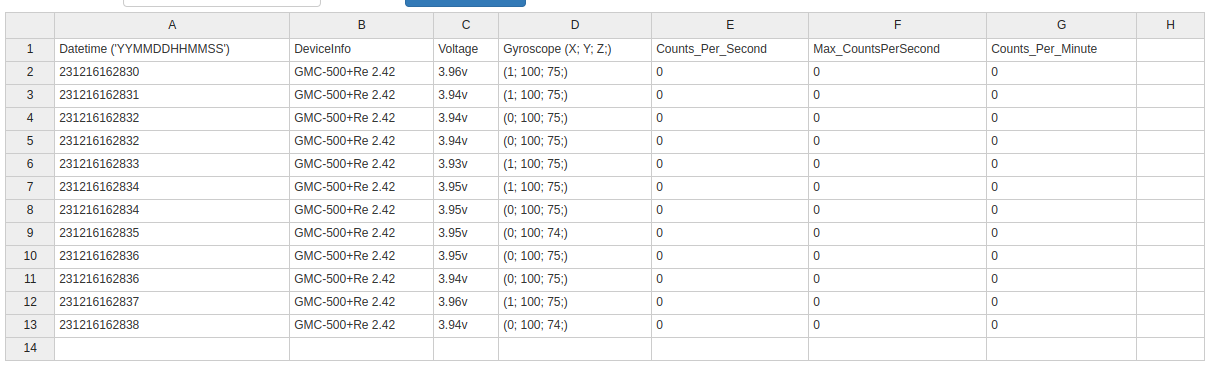 A B C D E F G H
1 Datetime ('YYMMDDHHMMSS') DeviceInfo Voltage Gyroscope (X; Y; Z;) Counts_Per_Second Max_CountsPerSecond Counts_Per_Minute
2 231216162830 GMC-500+Re 2.42 3.96v (1; 100; 75;) 0 0 0
3 231216162831 GMC-500+Re 2.42 3.94v (1; 100; 75;) 0 0 0
4 231216162832 GMC-500+Re 2.42 3.94v (0; 100; 75;) 0 0 0
5 231216162832 GMC-500+Re 2.42 3.94v (0; 100; 75;) 0 0 0
6 231216162833 GMC-500+Re 2.42 3.93v (1; 100; 75;) 0 0 0
7 231216162834 GMC-500+Re 2.42 3.95v (1; 100; 75;) 0 0 0
8 231216162834 GMC-500+Re 2.42 3.95v (0; 100; 75;) 0 0 0
9 231216162835 GMC-500+Re 2.42 3.95v (0; 100; 74;) 0 0 0
10 231216162836 GMC-500+Re 2.42 3.95v (0; 100; 75;) 0 0 0
11 231216162836 GMC-500+Re 2.42 3.94v (0; 100; 75;) 0 0 0
12 231216162837 GMC-500+Re 2.42 3.96v (1; 100; 75;) 0 0 0
13 231216162838 GMC-500+Re 2.42 3.94v (0; 100; 74;) 0 0 0
14